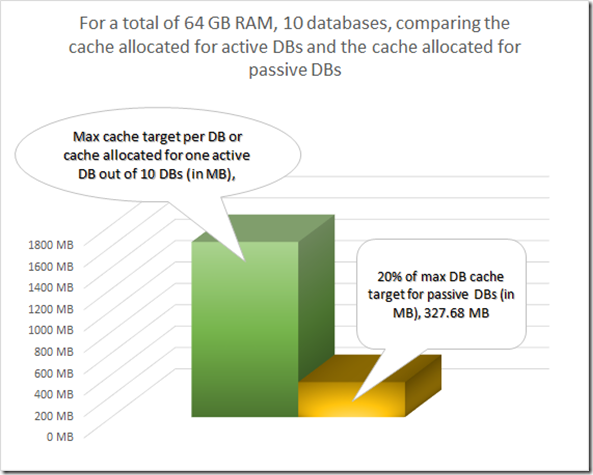 For a total of 64 GB RAM, 10 databases, comparing the
cache allocated for active DBs and the cache allocated for
passive DBs
Max cache target per DB or
cache allocated for one active
DB out of 10 DBs (in MB),
20% of max DB cache
target for passive DBs (in
MB), 327.68 MB
1800 MB
1600 MB
1400 MB
1200 MB
1000 MB
800 MB
600 MB
400 MB
200 MB
0 MB